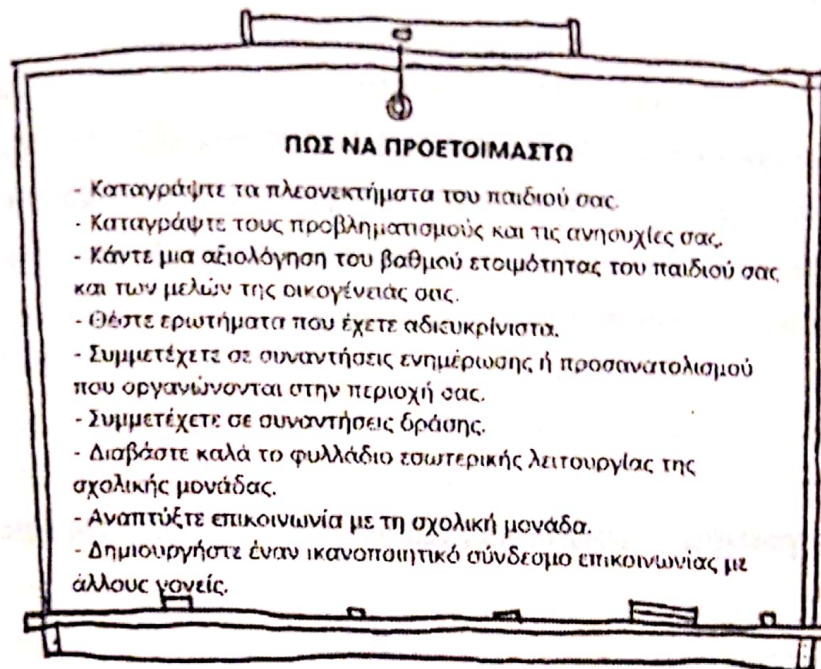 ΠΩΣ ΝΑ ΠΡΟΕΤΟΙΜΑΣΤΩ
- Καταγράψτε τα πλεονεκτήματα του παιδιού σας.
- Καταγράψτε τους προβληματισμούς και τις ανησυχίες σας.
- Κάντε μια αξιολόγηση του βαθμού ετοιμότητας του παιδιού σας
και των μελών της οικογένειάς σας.
- Θέστε ερωτήματα που έχετε αδιευκρίνιστα.
- Συμμετέχετε σε συναντήσεις ενημέρωσης ή προσανατολισμού
που οργανώνονται στην περιοχή σας.
- Συμμετέχετε σε συναντήσεις δράσης.
- Διαβάστε καλά το φυλλάδιο εσωτερικής λειτουργίας της
σχολικής μονάδας.
- Αναπτύξτε επικοινωνία με τη σχολική μονάδα.
- Δημιουργήστε έναν ικανοποιητικό σύνδεσμο επικοινωνίας με
άλλους γονείς.